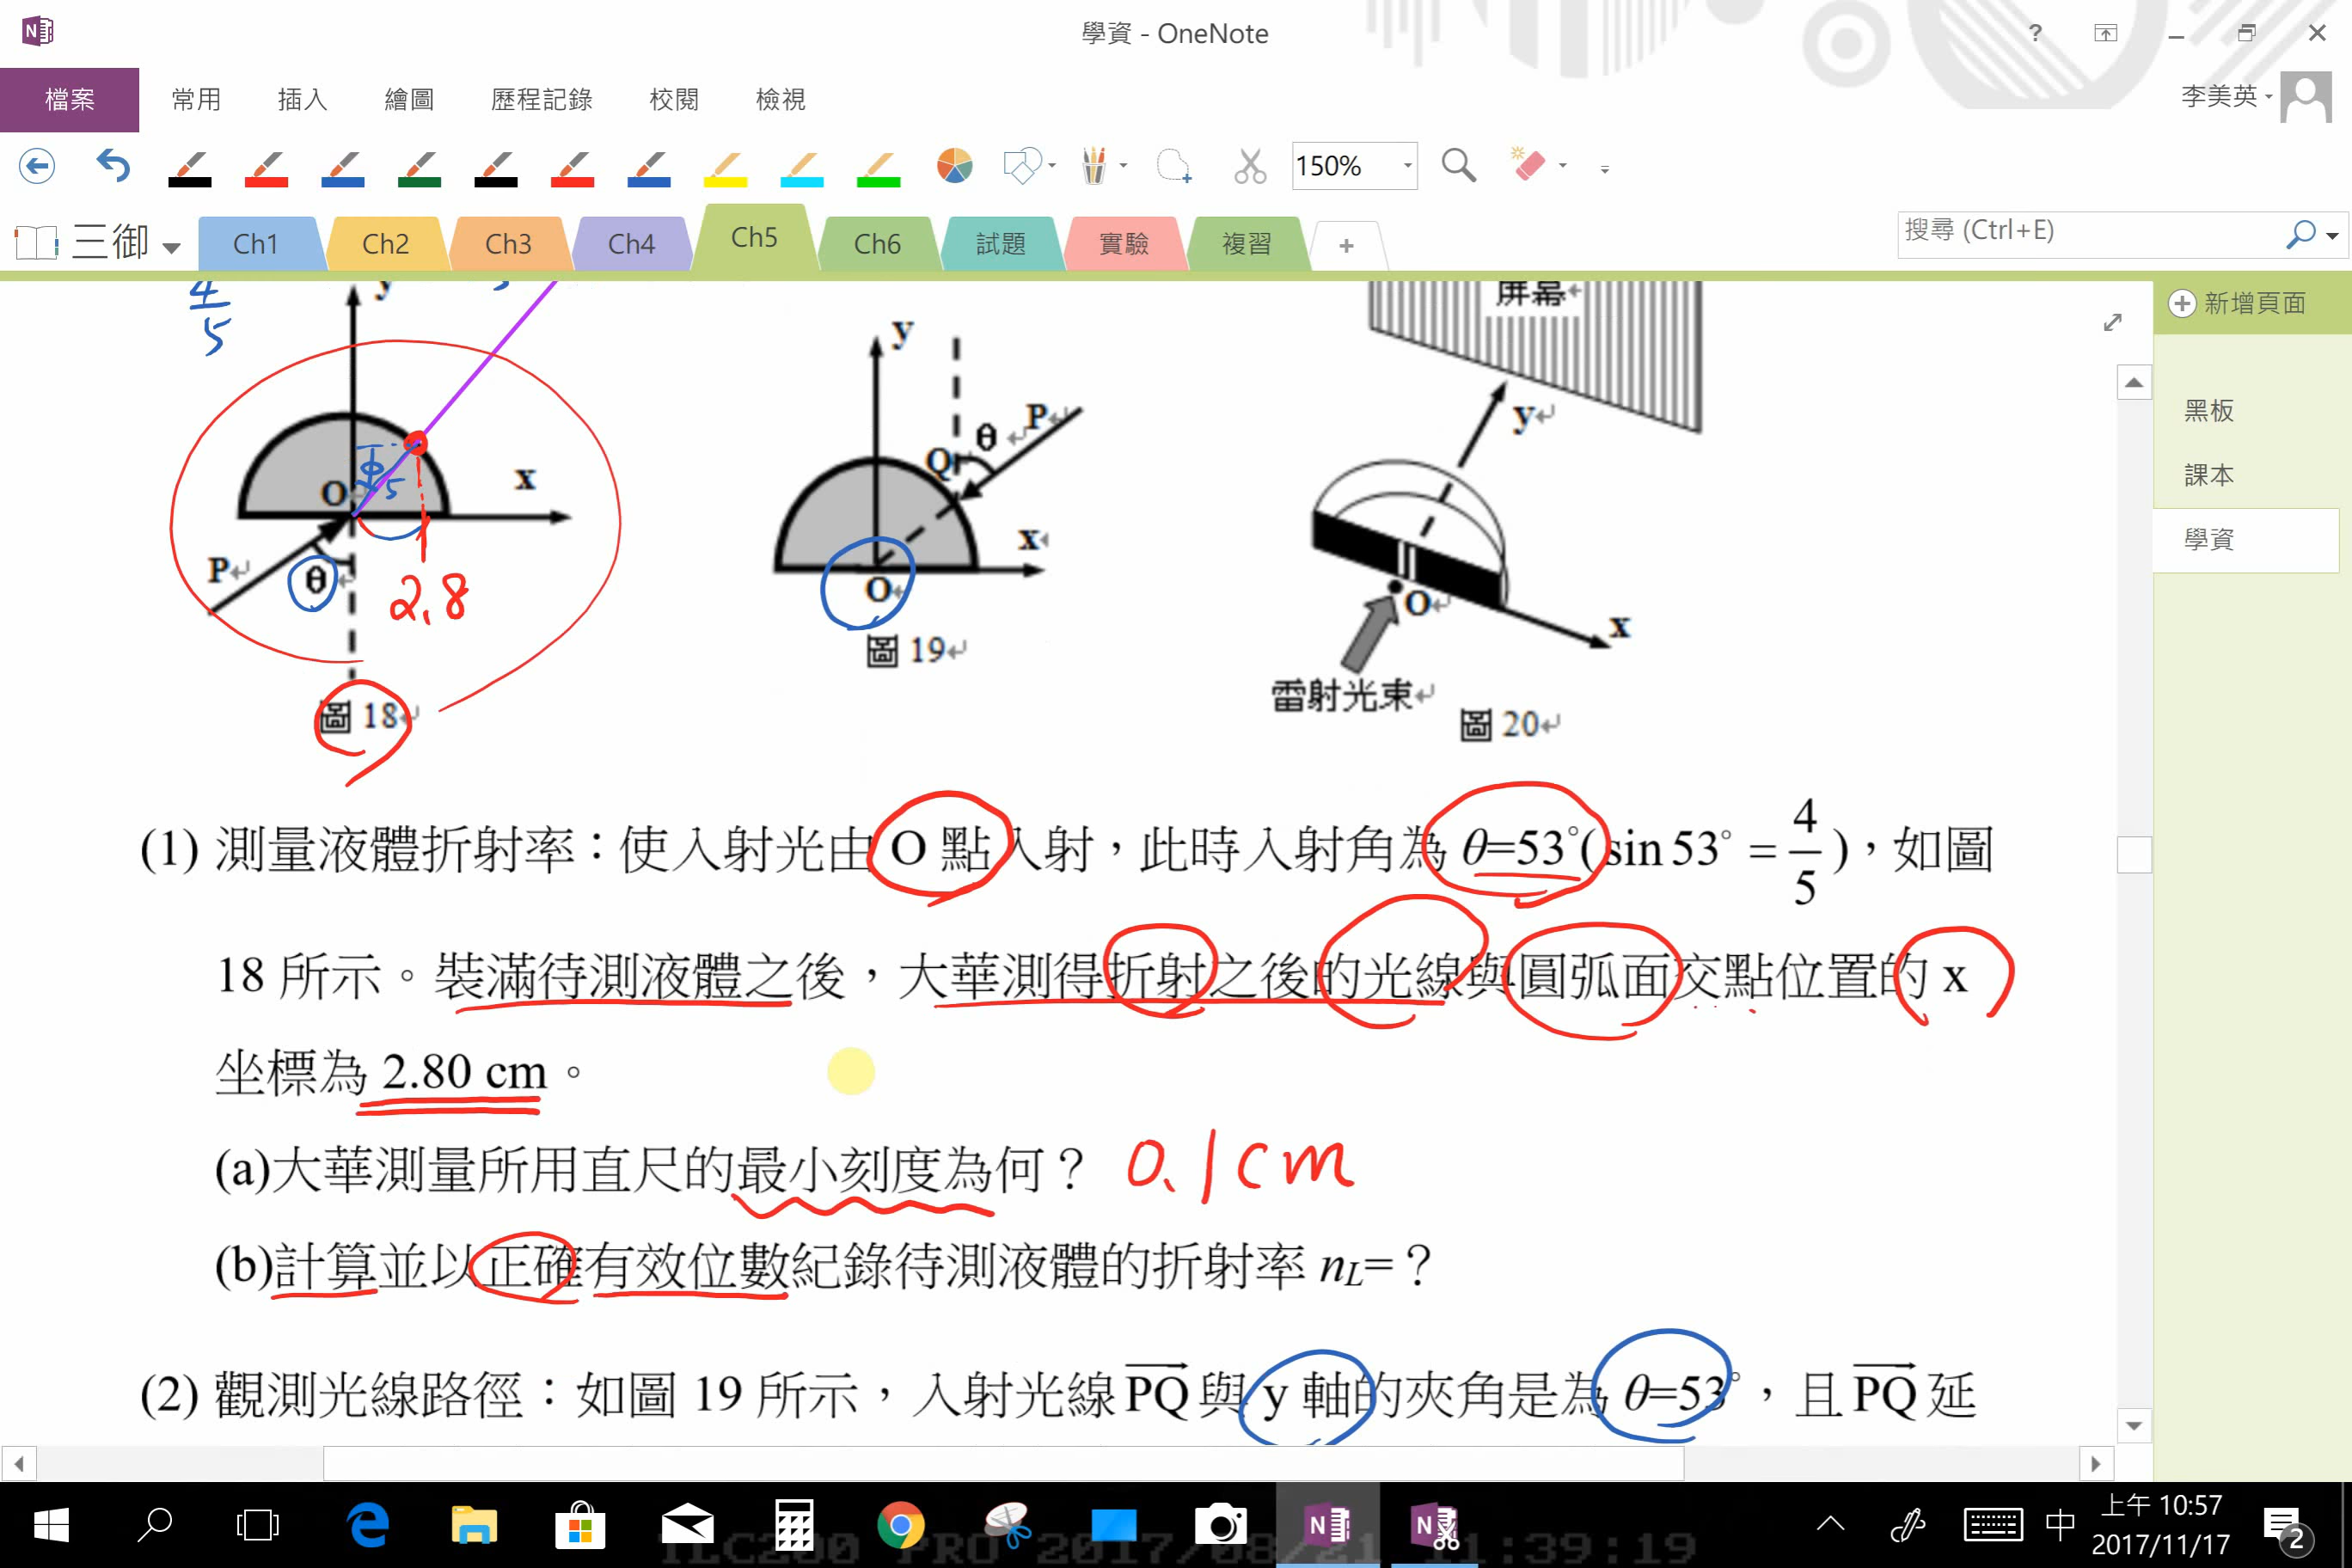 學資 - OneNote
?
檔案 常用 插入 繪圖 歷程記錄 校閱 檢視
李美英
150%
三御 Ch1 Ch2 Ch3 Ch4 Ch5 Ch6 試題 實驗 複習 +
搜尋 (Ctrl+E)
新增頁面
黑板
課本
學資
4
5
y
O
5
x
P
θ
2.8
圖 18
y
P
θ
Q
x
O
圖 19
屏幕
y
O
x
雷射光束
圖 20
(1) 測量液體折射率：使入射光由 O 點入射，此時入射角為 θ=53°(sin 53° = 4/5)，如圖
18 所示。裝滿待測液體之後，大華測得折射之後的光線與圓弧面交點位置的 x
坐標為 2.80 cm。
(a)大華測量所用直尺的最小刻度為何？ 0.1cm
(b)計算並以正確有效位數紀錄待測液體的折射率 nL=？
(2) 觀測光線路徑：如圖 19 所示，入射光線 PQ 與 y 軸的夾角是為 θ=53°，且 PQ 延
中
上午 10:57
2017/11/17
2
ILC200 PRO 2017/08/21 11:39:19